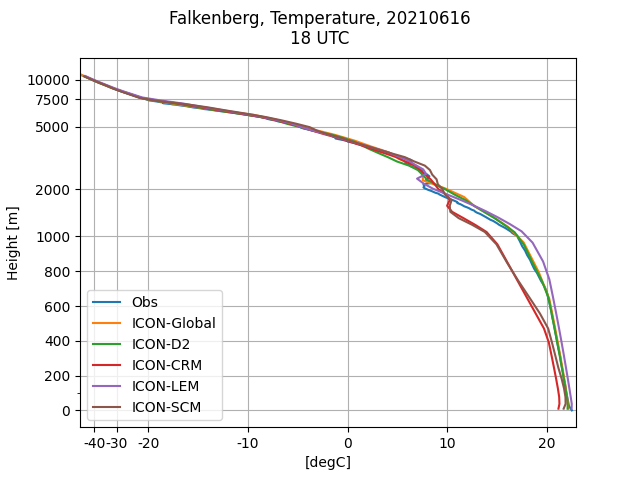 Falkenberg, Temperature, 20210616
18 UTC
Height [m]
10000
7500
5000
2000
1000
800
600
400
200
0
Obs
ICON-Global
ICON-D2
ICON-CRM
ICON-LEM
ICON-SCM
-40 -30 -20 -10 0 10 20
[degC]